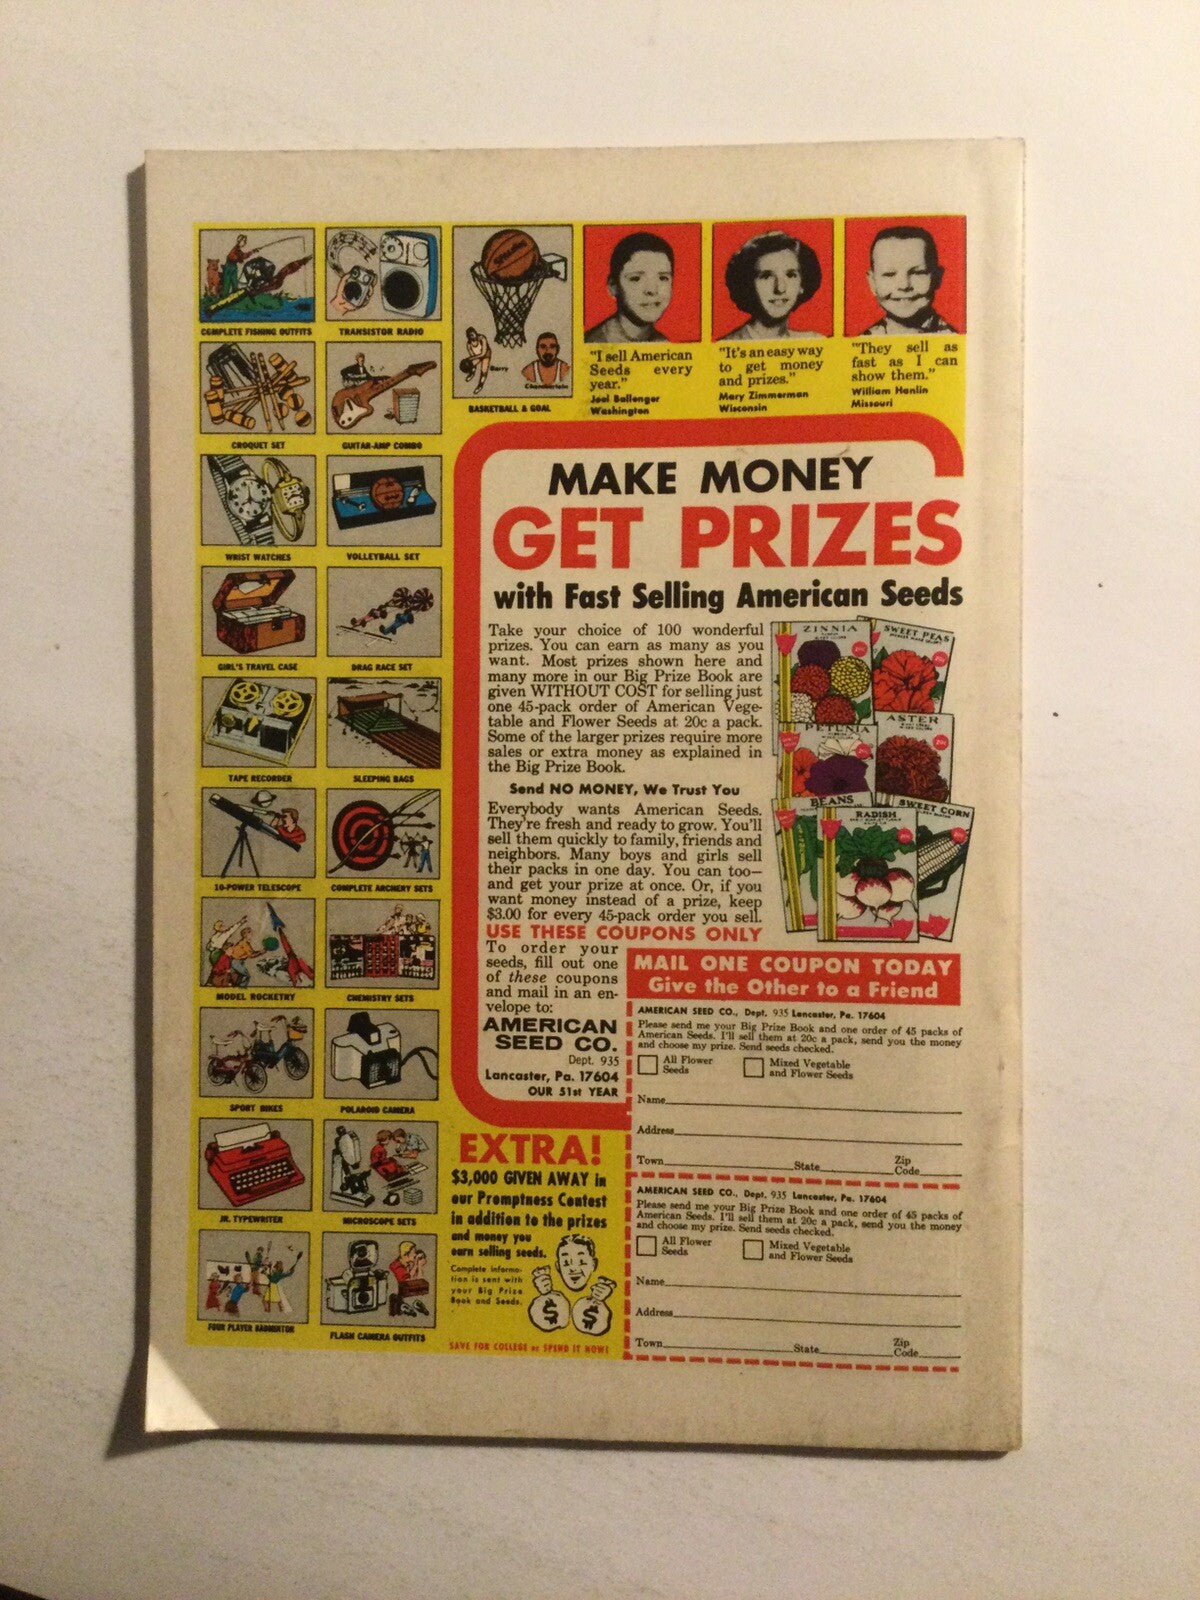 COMPLETE FISHING OUTFITS
TRANSISTOR RADIO
CROQUET SET
GUITAR-AMP COMBO
WRIST WATCHES
VOLLEYBALL SET
GIRL'S TRAVEL CASE
DRAG RACE SET
TAPE RECORDER
SLEEPING BAGS
10-POWER TELESCOPE
COMPLETE ARCHERY SETS
MODEL ROCKETRY
CHEMISTRY SETS
SPORT BIKES
POLAROID CAMERA
JR. TYPEWRITER
MICROSCOPE SETS
FOUR PLAYER BADMINTON
FLASH CAMERA OUTFITS
Barry
Chamberlain
BASKETBALL & GOAL
"I sell American
Seeds every
year."
Joel Ballenger
Washington
"It's an easy way
to get money
and prizes."
Mary Zimmerman
Wisconsin
"They sell as
fast as I can
show them."
William Hanlin
Missouri
MAKE MONEY
GET PRIZES
with Fast Selling American Seeds
Take your choice of 100 wonderful
prizes. You can earn as many as you
want. Most prizes shown here and
many more in our Big Prize Book are
given WITHOUT COST for selling just
one 45-pack order of American Vege-
table and Flower Seeds at 20c a pack.
Some of the larger prizes require more
sales or extra money as explained in
the Big Prize Book.
Send NO MONEY, We Trust You
Everybody wants American Seeds.
They're fresh and ready to grow. You'll
sell them quickly to family, friends and
neighbors. Many boys and girls sell
their packs in one day. You can too—
and get your prize at once. Or, if you
want money instead of a prize, keep
$3.00 for every 45-pack order you sell.
USE THESE COUPONS ONLY
To order your
seeds, fill out one
of these coupons
and mail in an en-
velope to:
AMERICAN
SEED CO.
Dept. 935
Lancaster, Pa. 17604
OUR 51st YEAR
ZINNIA
SWEET PEAS
PETUNIA
ASTER
BEANS
SWEET CORN
RADISH
MAIL ONE COUPON TODAY
Give the Other to a Friend
AMERICAN SEED CO., Dept. 935 Lancaster, Pa. 17604
Please send me your Big Prize Book and one order of 45 packs of
American Seeds. I'll sell them at 20c a pack, send you the money
and choose my prize. Send seeds checked.
All Flower
Seeds
Mixed Vegetable
and Flower Seeds
Name
Address
Town State Zip Code
AMERICAN SEED CO., Dept. 935 Lancaster, Pa. 17604
Please send me your Big Prize Book and one order of 45 packs of
American Seeds. I'll sell them at 20c a pack, send you the money
and choose my prize. Send seeds checked.
All Flower
Seeds
Mixed Vegetable
and Flower Seeds
Name
Address
Town State Zip Code
EXTRA!
$3,000 GIVEN AWAY in
our Promptness Contest
in addition to the prizes
and money you
earn selling seeds.
Complete informa-
tion is sent with
your Big Prize
Book and Seeds.
$ $
SAVE FOR COLLEGE or SPEND IT NOW!